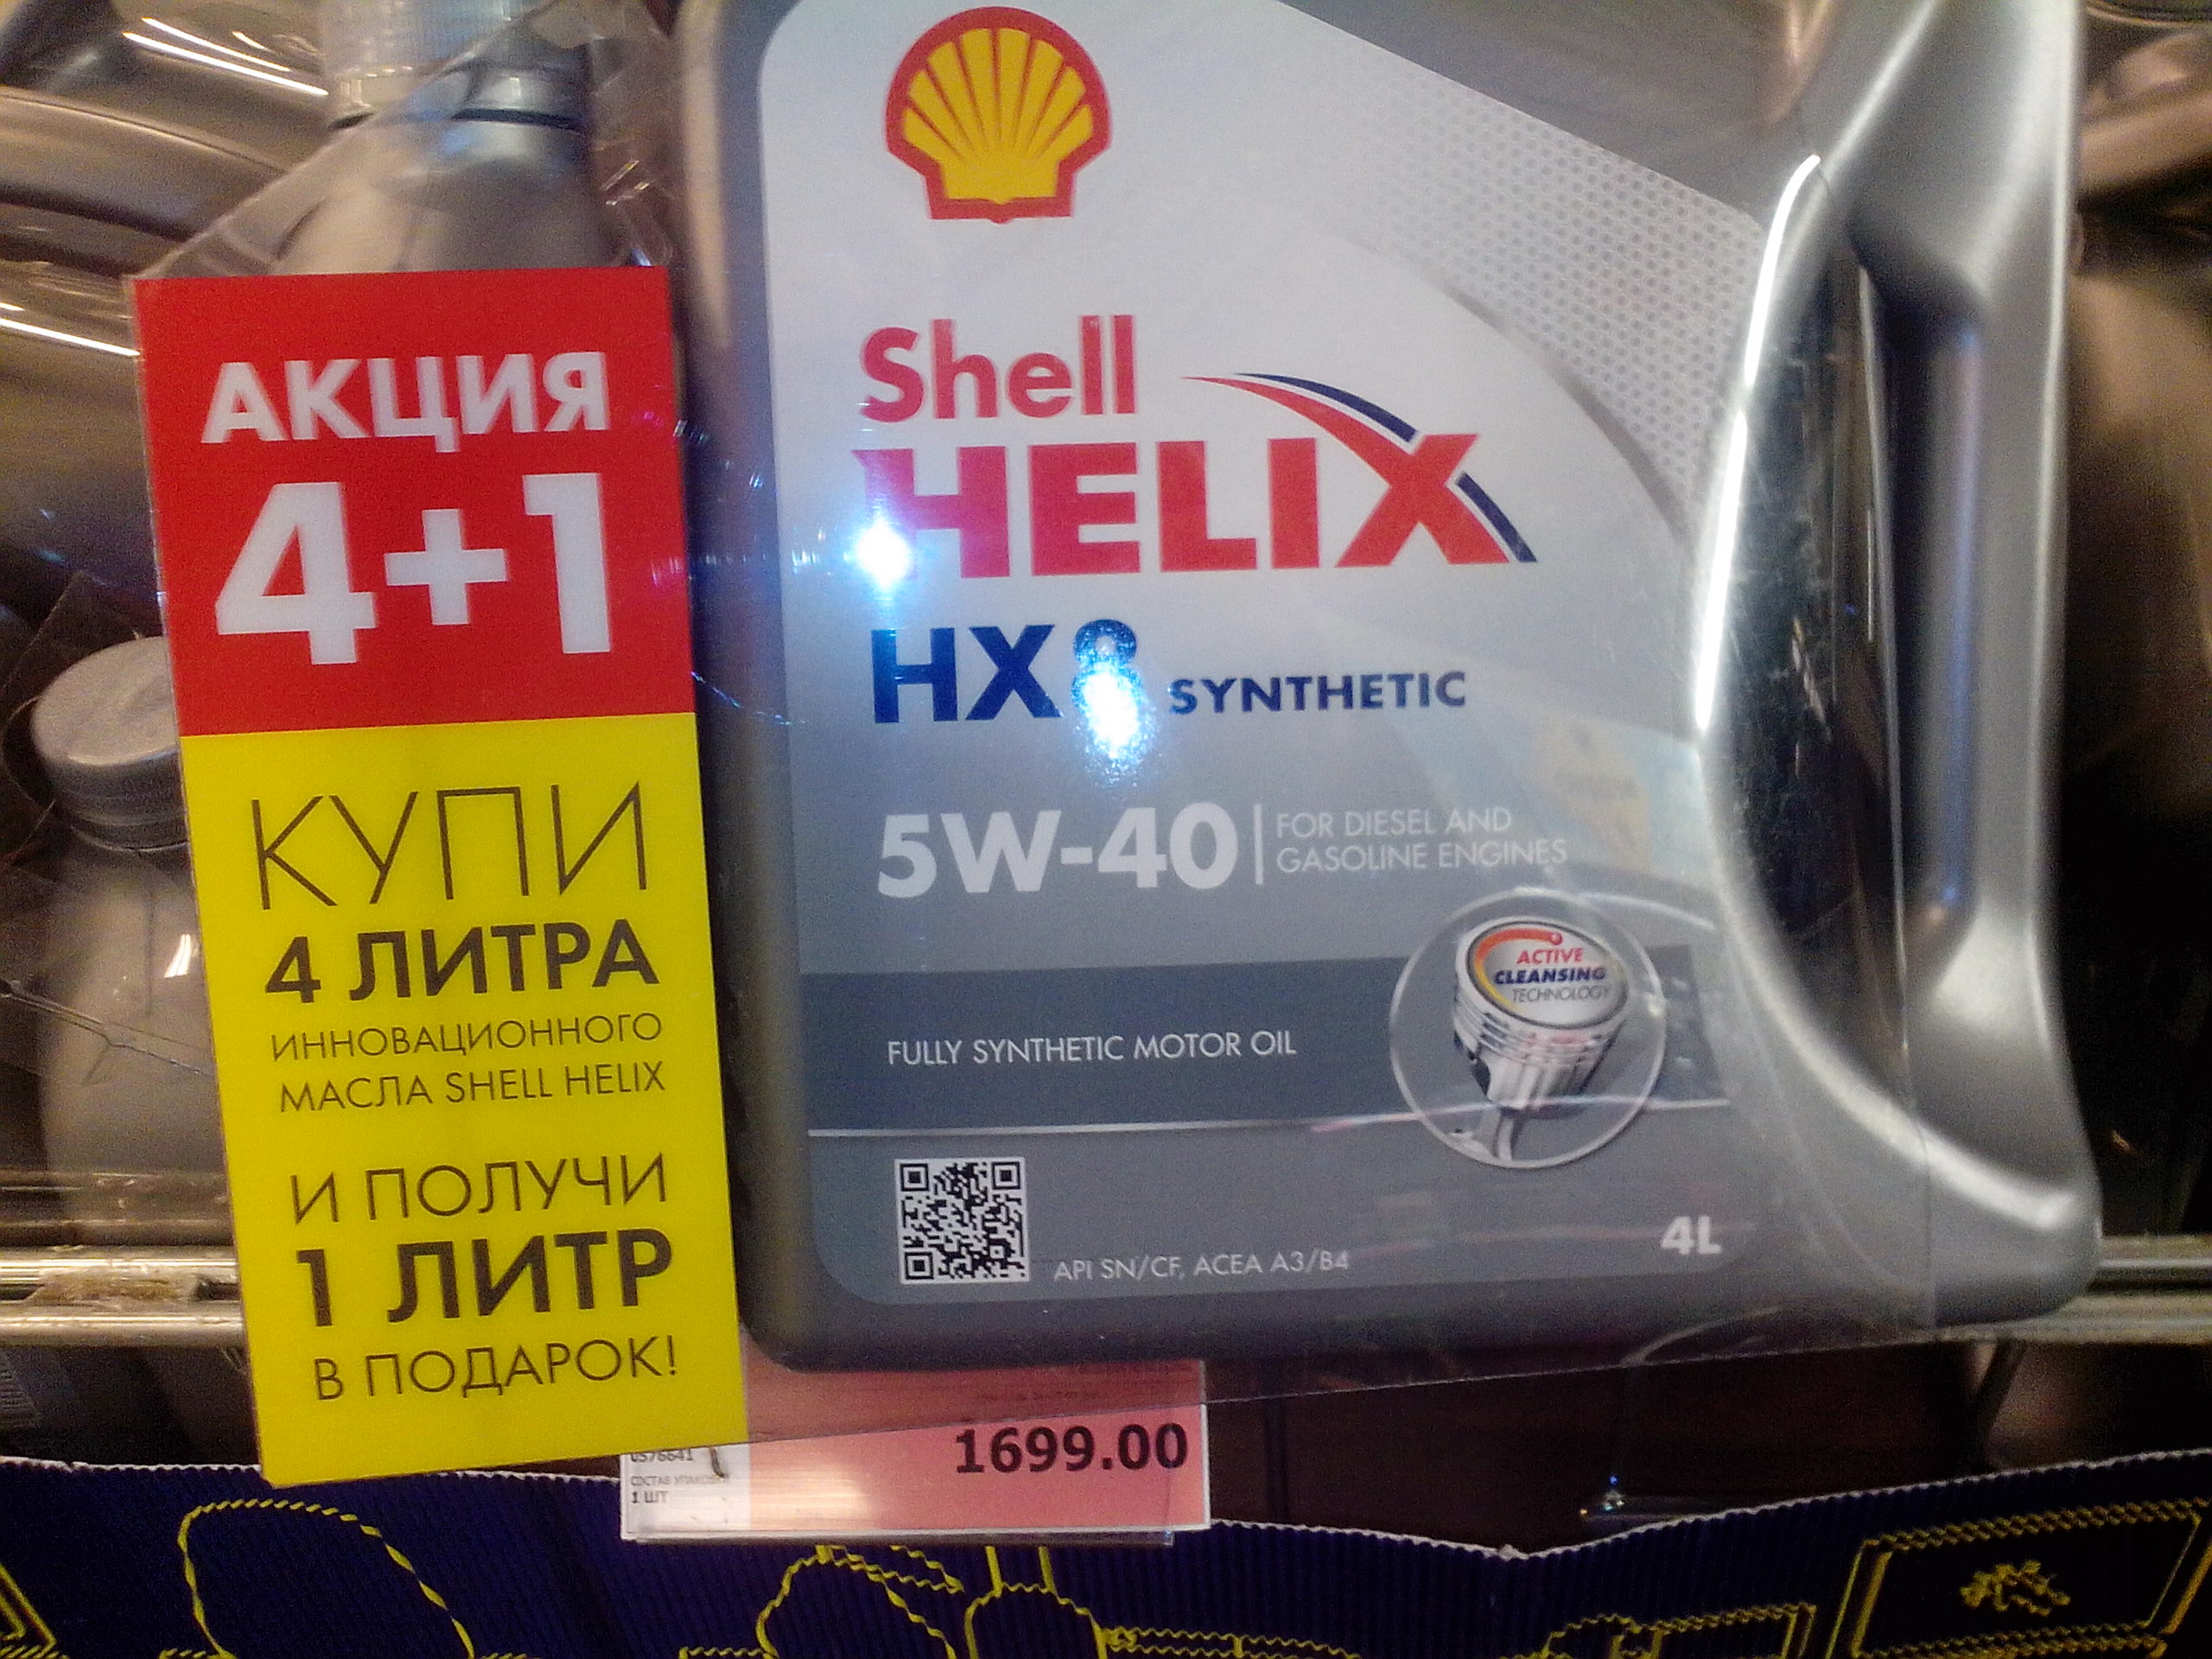 АКЦИЯ
4+1
КУПИ
4 ЛИТРА
ИННОВАЦИОННОГО
МАСЛА SHELL HELIX
И ПОЛУЧИ
1 ЛИТР
В ПОДАРОК!
Shell
HELIX
HX8 SYNTHETIC
5W-40
FOR DIESEL AND
GASOLINE ENGINES
ACTIVE
CLEANSING
TECHNOLOGY
FULLY SYNTHETIC MOTOR OIL
API SN/CF, ACEA A3/B4
4L
1699.00
СОСТАВ УПАКОВКИ
1 ШТ